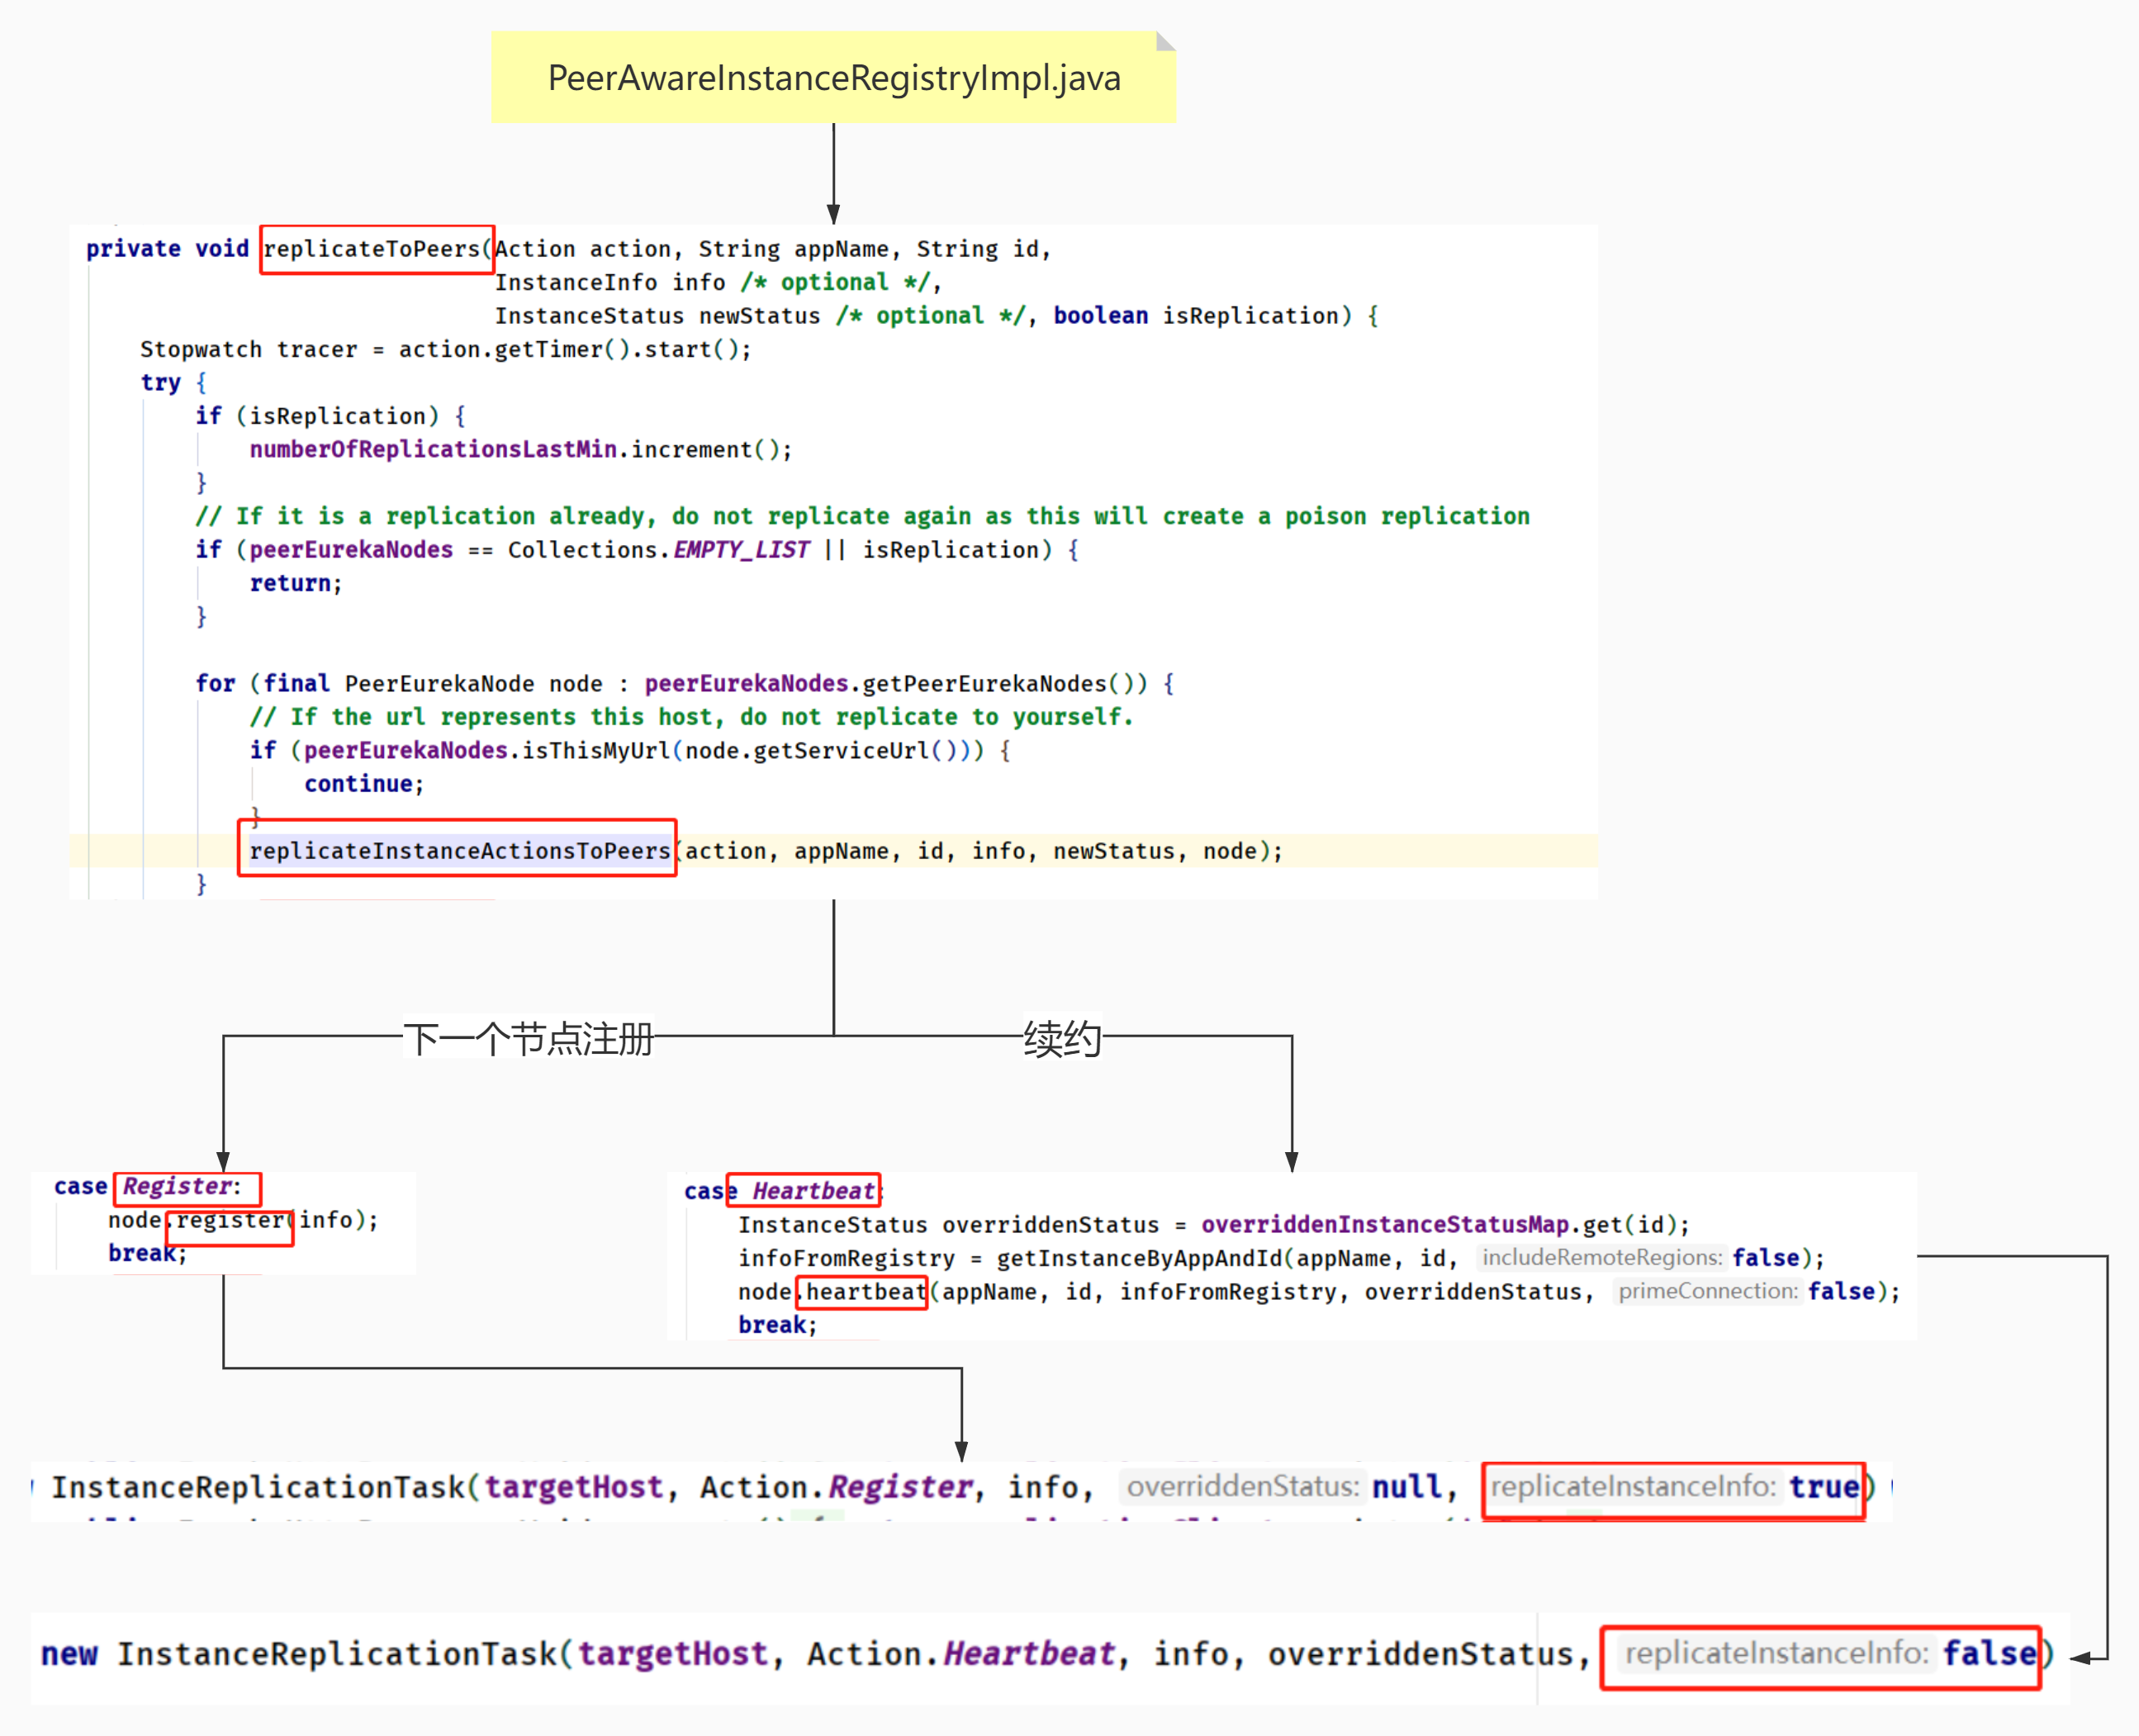 PeerAwareInstanceRegistryImpl.java
private void replicateToPeers(Action action, String appName, String id,
InstanceInfo info /* optional */,
InstanceStatus newStatus /* optional */, boolean isReplication) {
Stopwatch tracer = action.getTimer().start();
try {
if (isReplication) {
numberOfReplicationsLastMin.increment();
}
// If it is a replication already, do not replicate again as this will create a poison replication
if (peerEurekaNodes == Collections.EMPTY_LIST || isReplication) {
return;
}
for (final PeerEurekaNode node : peerEurekaNodes.getPeerEurekaNodes()) {
// If the url represents this host, do not replicate to yourself.
if (peerEurekaNodes.isThisMyUrl(node.getServiceUrl())) {
continue;
}
replicateInstanceActionsToPeers(action, appName, id, info, newStatus, node);
}
下一个节点注册
续约
case Register:
node.register(info);
break;
case Heartbeat:
InstanceStatus overriddenStatus = overriddenInstanceStatusMap.get(id);
infoFromRegistry = getInstanceByAppAndId(appName, id, includeRemoteRegions: false);
node.heartbeat(appName, id, infoFromRegistry, overriddenStatus, primeConnection: false);
break;
InstanceReplicationTask(targetHost, Action.Register, info, overriddenStatus: null, replicateInstanceInfo: true)
new InstanceReplicationTask(targetHost, Action.Heartbeat, info, overriddenStatus, replicateInstanceInfo: false)